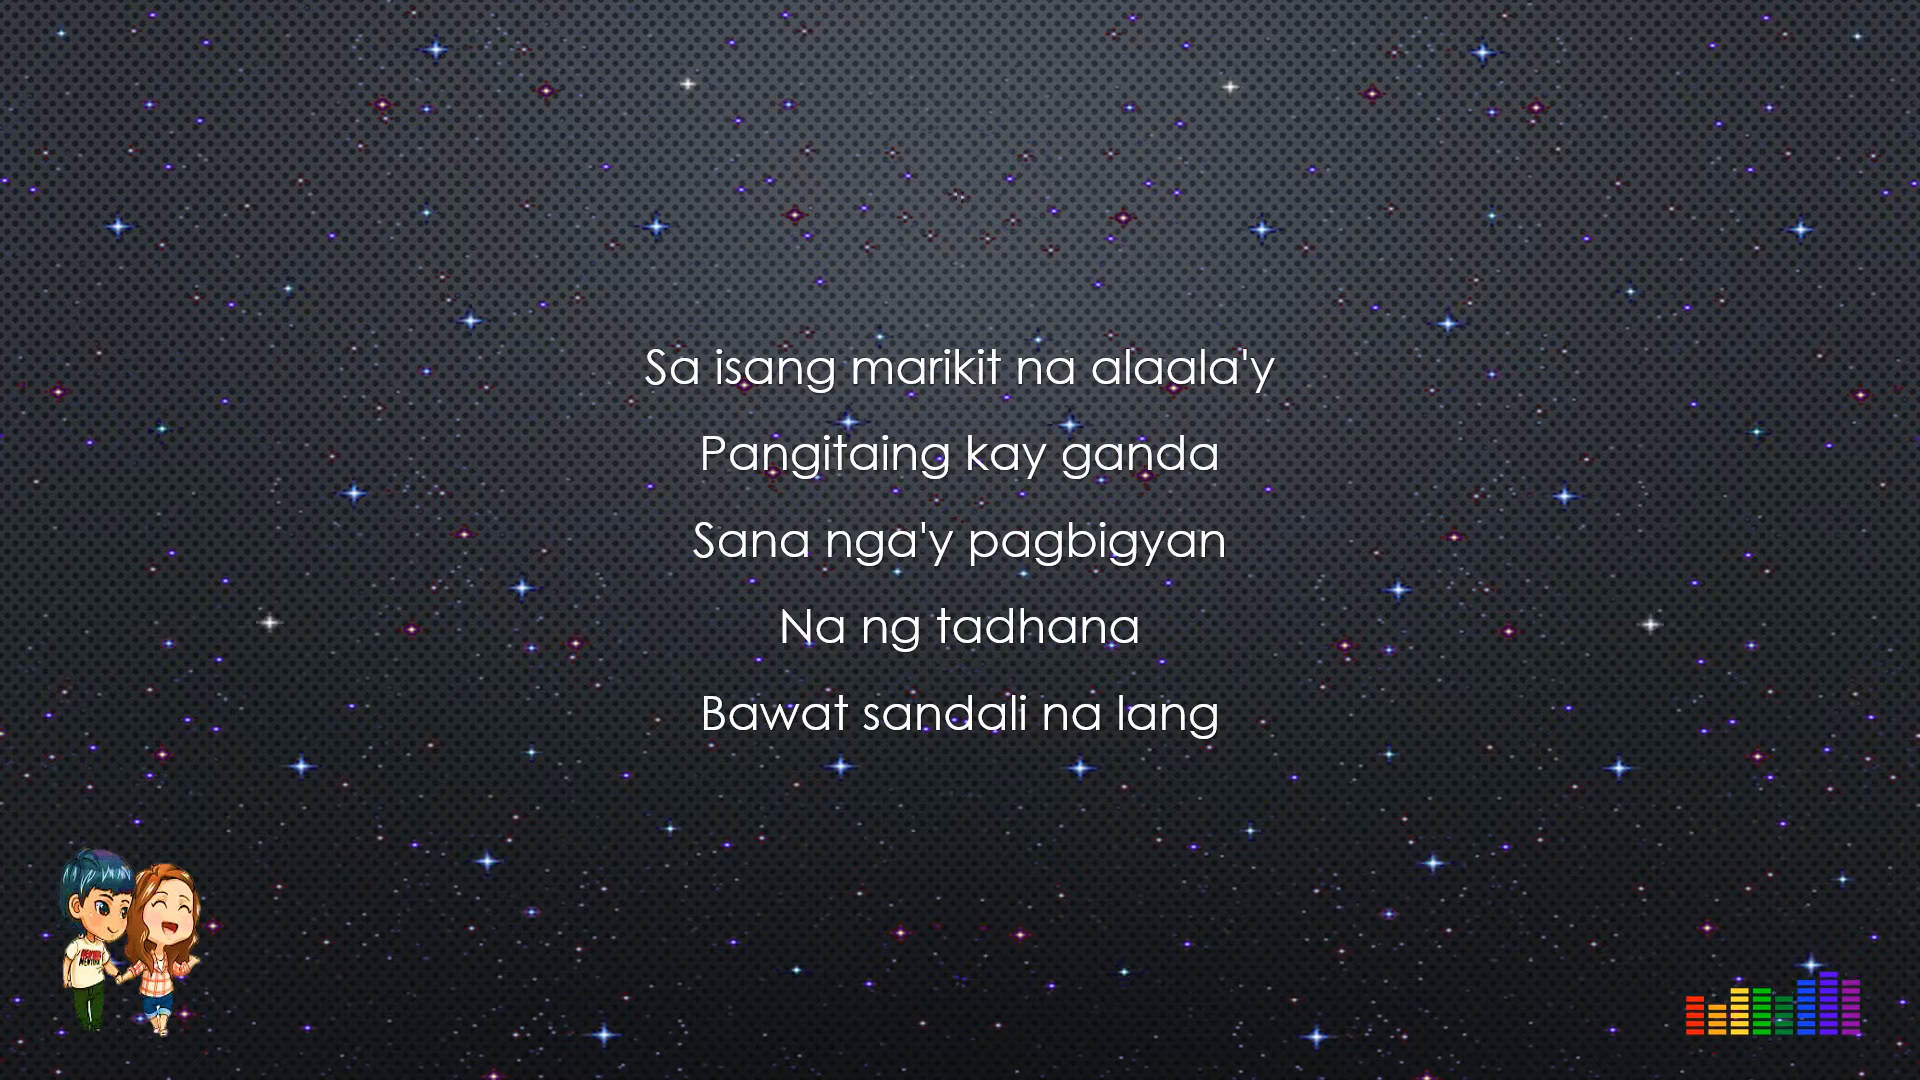 Sa isang marikit na alaala'y
Pangitaing kay ganda
Sana nga'y pagbigyan
Na ng tadhana
Bawat sandali na lang